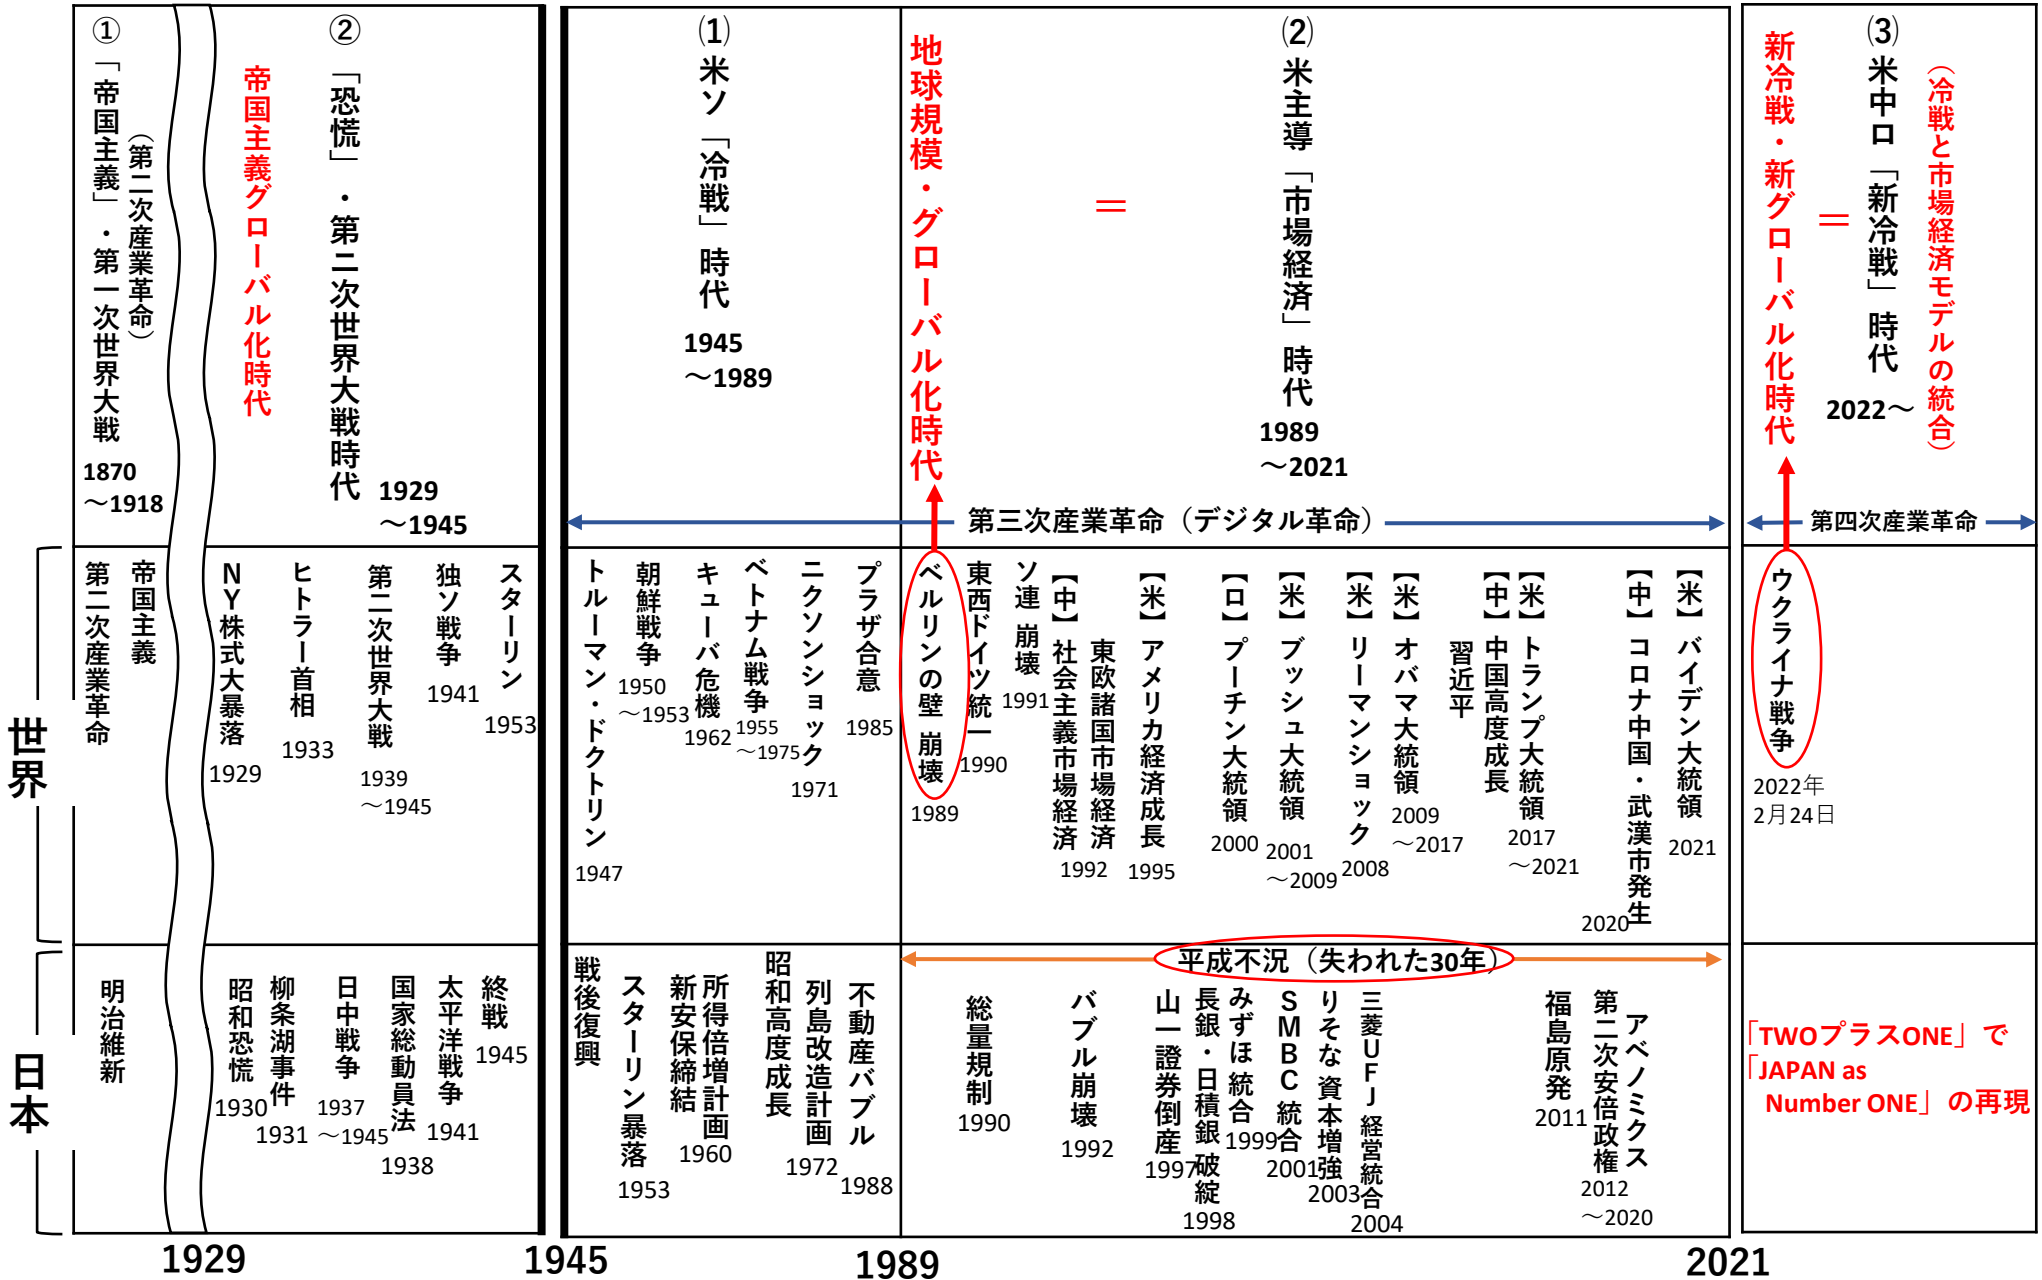 ①
「帝国主義」・第一次世界大戦
（第二次産業革命）
1870
～1918
帝国主義グローバル化時代
②
「恐慌」・第二次世界大戦時代
1929
～1945
⑴
米ソ「冷戦」時代
1945
～1989
地球規模・グローバル化時代
＝
⑵
米主導「市場経済」時代
1989
～2021
新冷戦・新グローバル化時代
＝
⑶
米中ロ「新冷戦」時代
2022～
（冷戦と市場経済モデルの統合）
第三次産業革命（デジタル革命）
第四次産業革命
世界
第二次産業革命
帝国主義
NY株式大暴落
1929
ヒトラー首相
1933
第二次世界大戦
1939
～1945
独ソ戦争
1941
スターリン
1953
トルーマン・ドクトリン
1947
朝鮮戦争
1950
～1953
キューバ危機
1962
ベトナム戦争
1955
～1975
ニクソンショック
1971
プラザ合意
1985
ベルリンの壁 崩壊
1989
東西ドイツ統一
1990
ソ連 崩壊
1991
【中】社会主義市場経済
東欧諸国市場経済
1992
【米】アメリカ経済成長
1995
【ロ】プーチン大統領
2000
【米】ブッシュ大統領
2001
～2009
【米】リーマンショック
2008
【米】オバマ大統領
2009
～2017
習近平
【中】中国高度成長
【米】トランプ大統領
2017
～2021
【中】コロナ中国・武漢市発生
2020
【米】バイデン大統領
2021
ウクライナ戦争
2022年
2月24日
日本
明治維新
昭和恐慌
1930
柳条湖事件
1931
日中戦争
1937
～1945
国家総動員法
1938
太平洋戦争
1941
終戦
1945
戦後復興
スターリン暴落
1953
新安保締結
所得倍増計画
1960
昭和高度成長
列島改造計画
1972
不動産バブル
1988
平成不況（失われた30年）
総量規制
1990
バブル崩壊
1992
山一證券倒産
1997
長銀・日積銀 破綻
1998
みずほ統合
1999
SMBC 統合
2001
りそな 資本増強
2003
三菱UFJ 経営統合
2004
福島原発
2011
第二次安倍政権
アベノミクス
2012
～2020
「TWOプラスONE」で
「JAPAN as
Number ONE」の再現
1929
1945
1989
2021